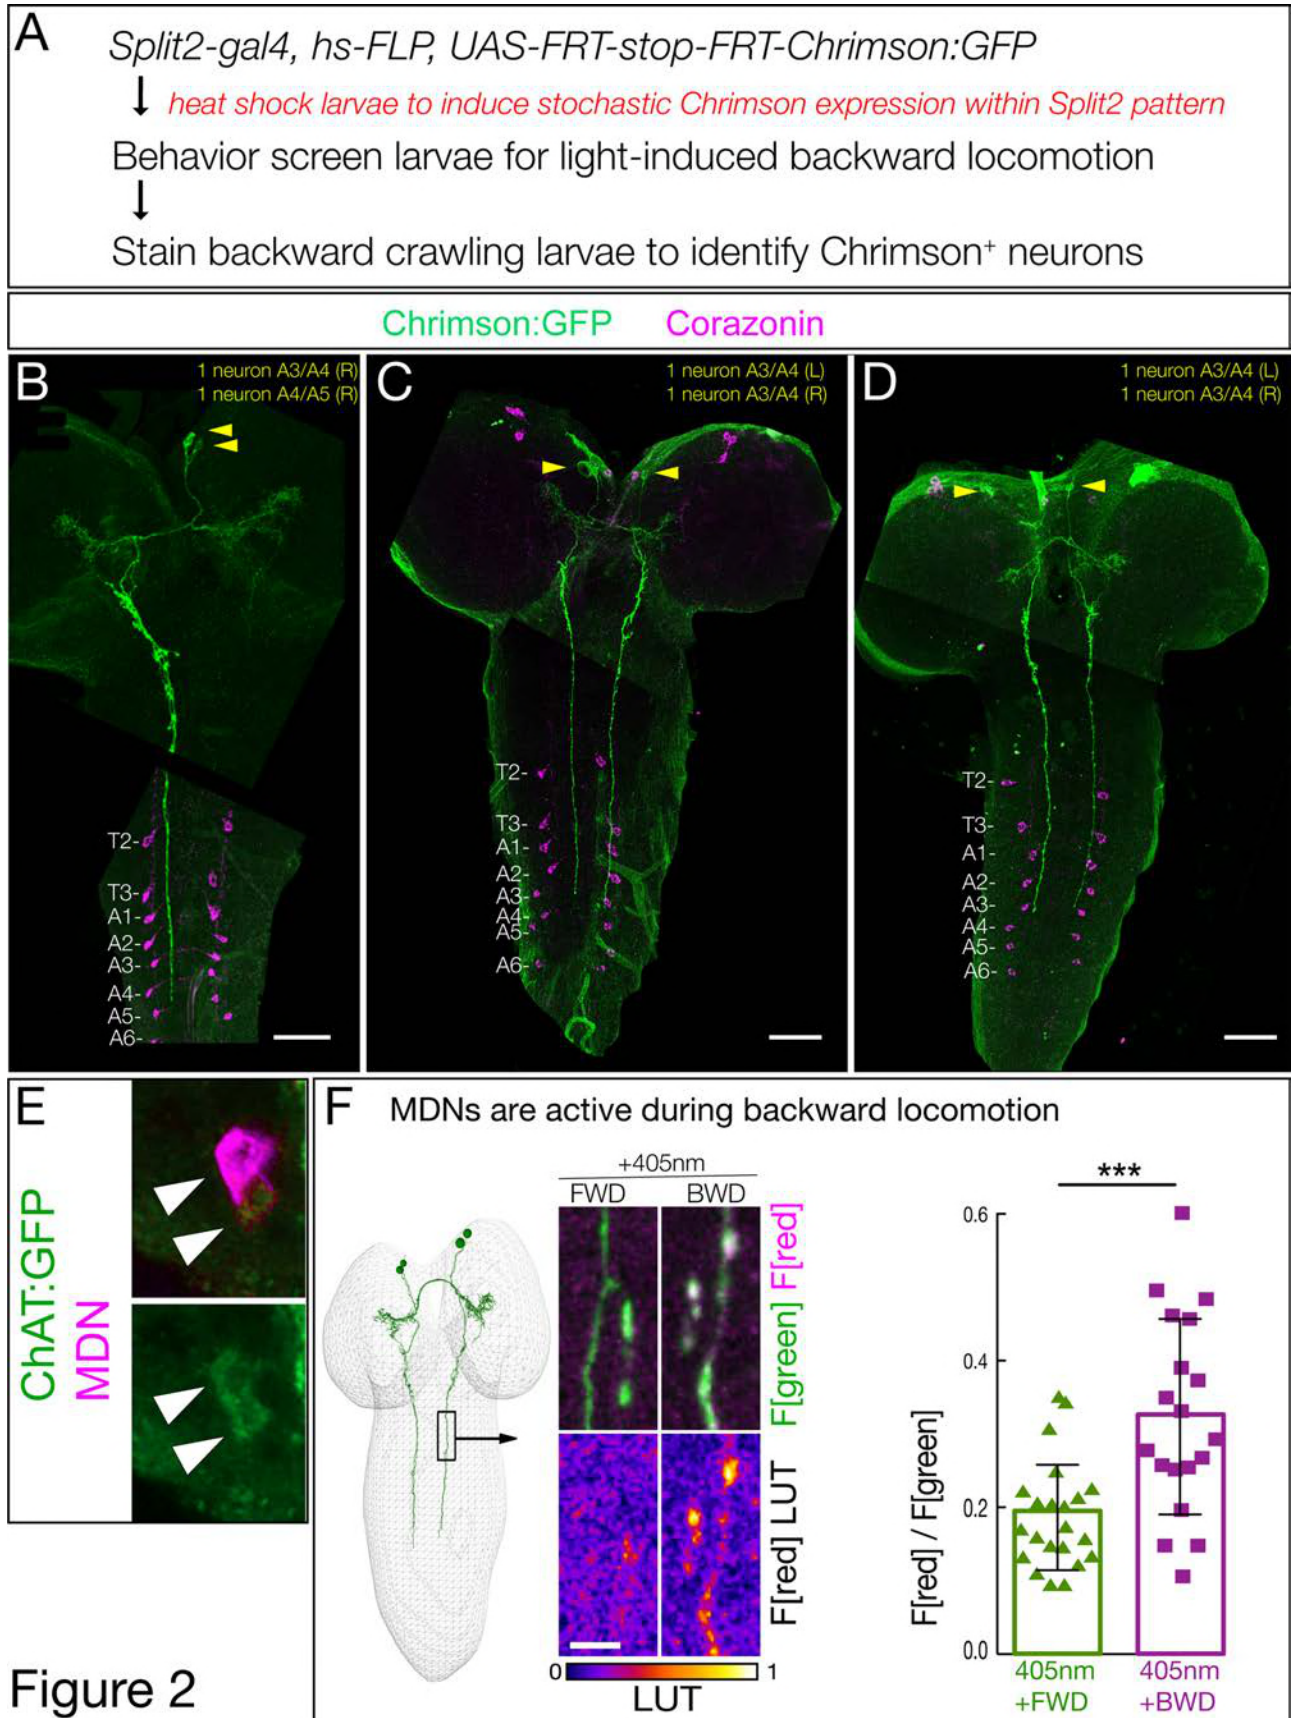 A
Split2-gal4, hs-FLP, UAS-FRT-stop-FRT-Chrimson:GFP
heat shock larvae to induce stochastic Chrimson expression within Split2 pattern
Behavior screen larvae for light-induced backward locomotion
Stain backward crawling larvae to identify Chrimson⁺ neurons
Chrimson:GFP Corazonin
B
1 neuron A3/A4 (R)
1 neuron A4/A5 (R)
T2-
T3-
A1-
A2-
A3-
A4-
A5-
A6-
C
1 neuron A3/A4 (L)
1 neuron A3/A4 (R)
T2-
T3-
A1-
A2-
A3-
A4-
A5-
A6-
D
1 neuron A3/A4 (L)
1 neuron A3/A4 (R)
T2-
T3-
A1-
A2-
A3-
A4-
A5-
A6-
E
ChAT:GFP
MDN
F
MDNs are active during backward locomotion
+405nm
FWD BWD
F[green] F[red]
F[red] LUT
0 1
LUT
***
F[red] / F[green]
0.6
0.4
0.2
0.0
405nm 405nm
+FWD +BWD
Figure 2